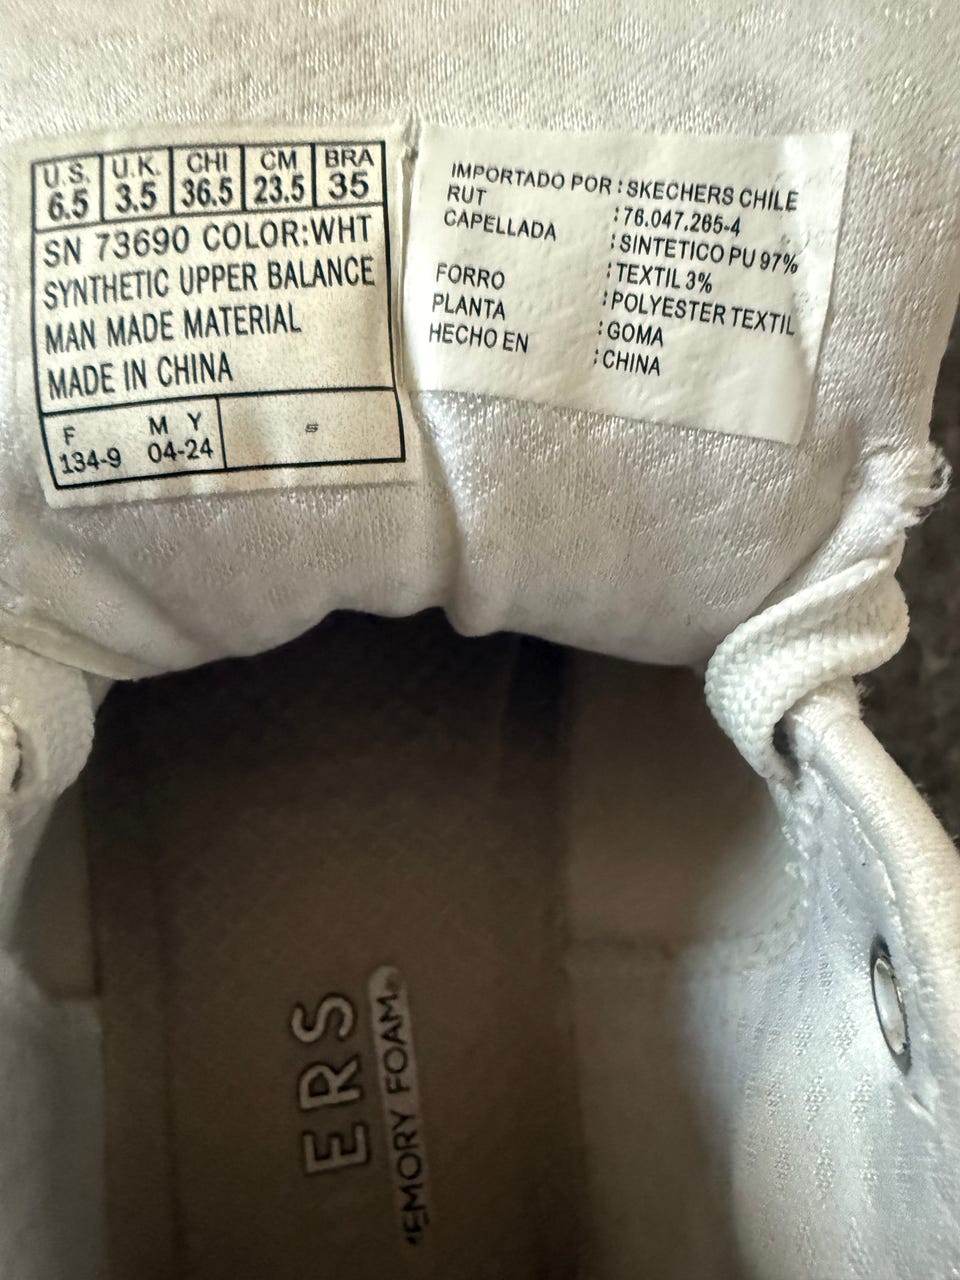 U.S. U.K. CHI CM BRA
6.5 3.5 36.5 23.5 35
SN 73690 COLOR:WHT
SYNTHETIC UPPER BALANCE
MAN MADE MATERIAL
MADE IN CHINA
F M Y
134-9 04-24
IMPORTADO POR : SKECHERS CHILE
RUT : 76.047.265-4
CAPELLADA : SINTETICO PU 97%
TEXTIL 3%
FORRO : POLYESTER TEXTIL
PLANTA : GOMA
HECHO EN : CHINA
ERS
EMORY FOAM